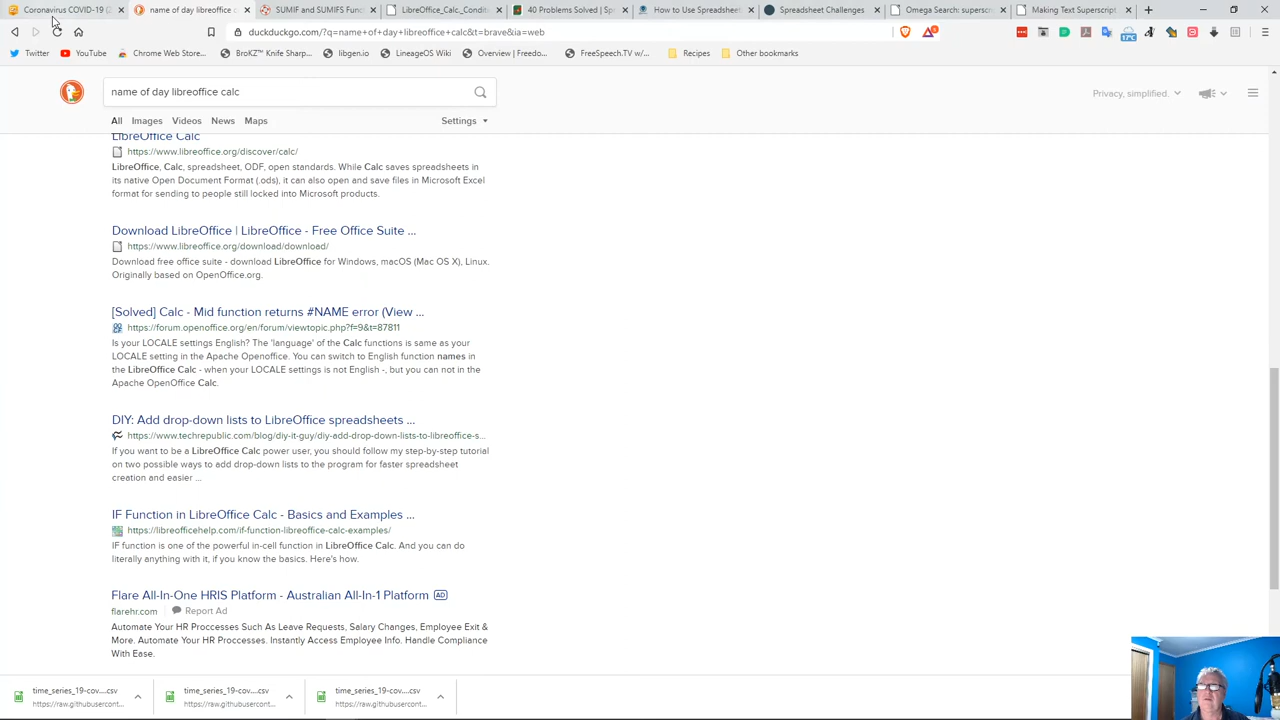 Coronavirus COVID-19 (2
name of day libreoffice c
SUMIF and SUMIFS Func
LibreOffice_Calc_Conditio
40 Problems Solved | Spr
How to Use Spreadsheet
Spreadsheet Challenges
Omega Search: superscri
Making Text Superscript
duckduckgo.com/?q=name+of+day+libreoffice+calc&t=brave&ia=web
Twitter
YouTube
Chrome Web Store...
BroKZ™ Knife Sharp...
libgen.io
LineageOS Wiki
Overview / Freedo...
FreeSpeech.TV w/...
Recipes
Other bookmarks
name of day libreoffice calc
Privacy, simplified.
All Images Videos News Maps Settings
LibreOffice Calc
https://www.libreoffice.org/discover/calc/
LibreOffice, Calc, spreadsheet, ODF, open standards. While Calc saves spreadsheets in
its native Open Document Format (.ods), it can also open and save files in Microsoft Excel
format for sending to people still locked into Microsoft products.
Download LibreOffice | LibreOffice - Free Office Suite ...
https://www.libreoffice.org/download/download/
Download free office suite - download LibreOffice for Windows, macOS (Mac OS X), Linux.
Originally based on OpenOffice.org.
[Solved] Calc - Mid function returns #NAME error (View ...
https://forum.openoffice.org/en/forum/viewtopic.php?f=9&t=87811
Is your LOCALE settings English? The 'language' of the Calc functions is same as your
LOCALE setting in the Apache Openoffice. You can switch to English function names in
the LibreOffice Calc - when your LOCALE settings is not English -, but you can not in the
Apache OpenOffice Calc.
DIY: Add drop-down lists to LibreOffice spreadsheets ...
https://www.techrepublic.com/blog/diy-it-guy/diy-add-drop-down-lists-to-libreoffice-s...
If you want to be a LibreOffice Calc power user, you should follow my step-by-step tutorial
on two possible ways to add drop-down lists to the program for faster spreadsheet
creation and easier ...
IF Function in LibreOffice Calc - Basics and Examples ...
https://libreofficehelp.com/if-function-libreoffice-calc-examples/
IF function is one of the powerful in-cell function in LibreOffice Calc. And you can do
literally anything with it, if you know the basics. Here's how.
Flare All-In-One HRIS Platform - Australian All-In-1 Platform AD
flarehr.com Report Ad
Automate Your HR Proccesses Such As Leave Requests, Salary Changes, Employee Exit &
More. Automate Your HR Proccesses. Instantly Access Employee Info. Handle Compliance
With Ease.
time_series_19-cov....csv
https://raw.githubusercont...
time_series_19-cov....csv
https://raw.githubusercont...
time_series_19-cov....csv
https://raw.githubusercont...